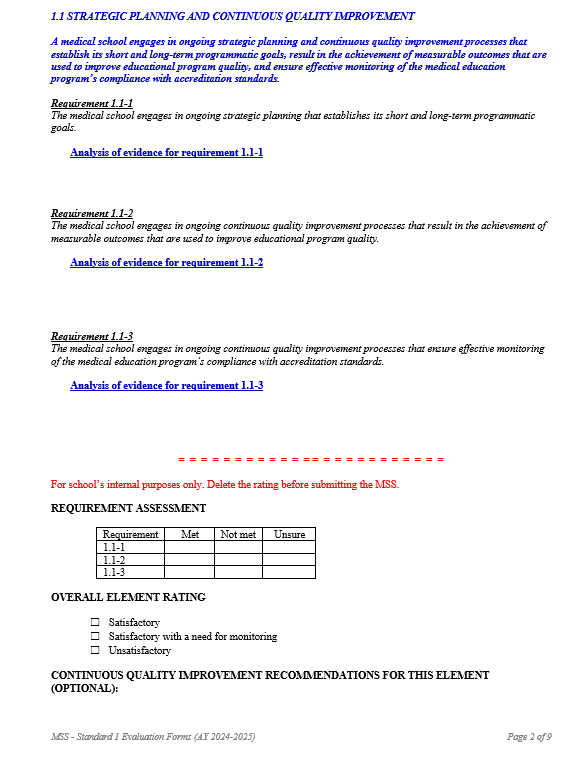 1.1 STRATEGIC PLANNING AND CONTINUOUS QUALITY IMPROVEMENT
A medical school engages in ongoing strategic planning and continuous quality improvement processes that
establish its short and long-term programmatic goals, result in the achievement of measurable outcomes that are
used to improve educational program quality, and ensure effective monitoring of the medical education
program's compliance with accreditation standards.
Requirement 1.1-1
The medical school engages in ongoing strategic planning that establishes its short and long-term programmatic
goals.
Analysis of evidence for requirement 1.1-1
Requirement 1.1-2
The medical school engages in ongoing continuous quality improvement processes that result in the achievement of
measurable outcomes that are used to improve educational program quality.
Analysis of evidence for requirement 1.1-2
Requirement 1.1-3
The medical school engages in ongoing continuous quality improvement processes that ensure effective monitoring
of the medical education program's compliance with accreditation standards.
Analysis of evidence for requirement 1.1-3
= = = = = = = = = = = = == = = = = = = = = = = =
For school's internal purposes only. Delete the rating before submitting the MSS.
REQUIREMENT ASSESSMENT
Requirement Met Not met Unsure
1.1-1
1.1-2
1.1-3
OVERALL ELEMENT RATING
☐ Satisfactory
☐ Satisfactory with a need for monitoring
☐ Unsatisfactory
CONTINUOUS QUALITY IMPROVEMENT RECOMMENDATIONS FOR THIS ELEMENT
(OPTIONAL):
MSS - Standard 1 Evaluation Forms (AY 2024-2025) Page 2 of 9